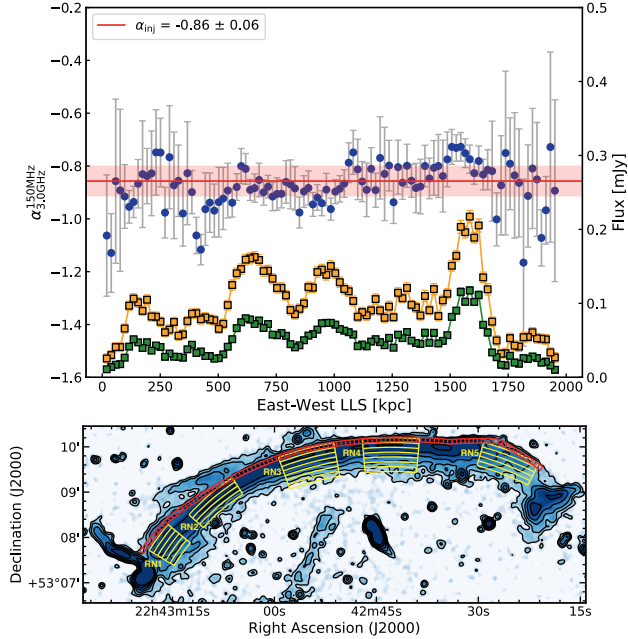 α_inj = -0.86 ± 0.06
−0.2 0.5
−0.4 0.4
−0.6
−0.8 0.3
−1.0 0.2
−1.2
−1.4 0.1
−1.6 0.0
α^150MHz_3.0GHz
Flux [mJy]
0 250 500 750 1000 1250 1500 1750 2000
East-West LLS [kpc]
Declination (J2000)
10'
09'
08'
+53°07'
RN1
RN2
RN3
RN4
RN5
22h43m15s 00s 42m45s 30s 15s
Right Ascension (J2000)